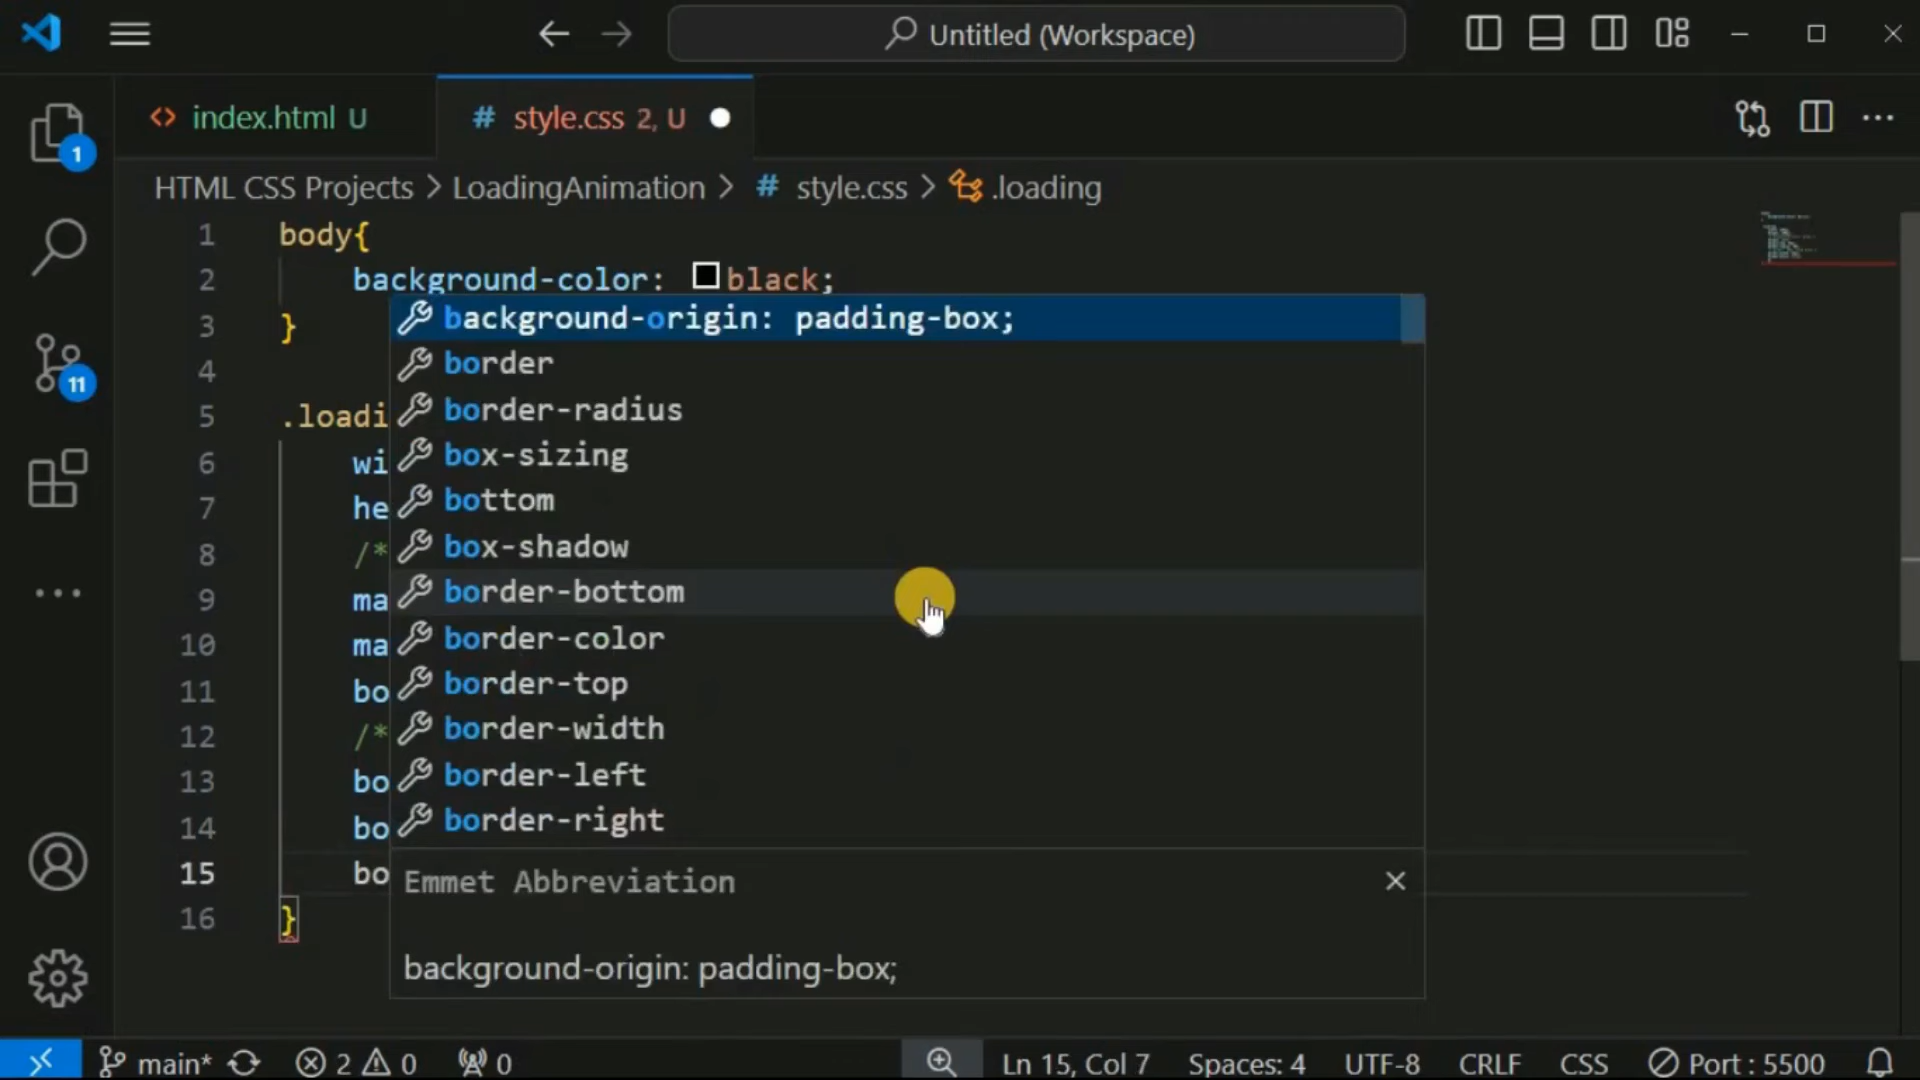 Untitled (Workspace)
index.html U
style.css 2, U
HTML CSS Projects > LoadingAnimation > # style.css > .loading
1
11
1 body{
2 background-color: black;
3 }
4
5 .loadi
6 wi
7 he
8 /*
9 ma
10 ma
11 bo
12 /*
13 bo
14 bo
15 bo
16 }
background-origin: padding-box;
border
border-radius
box-sizing
bottom
box-shadow
border-bottom
border-color
border-top
border-width
border-left
border-right
Emmet Abbreviation
background-origin: padding-box;
main* 2 0 0 Ln 15, Col 7 Spaces: 4 UTF-8 CRLF CSS Port : 5500